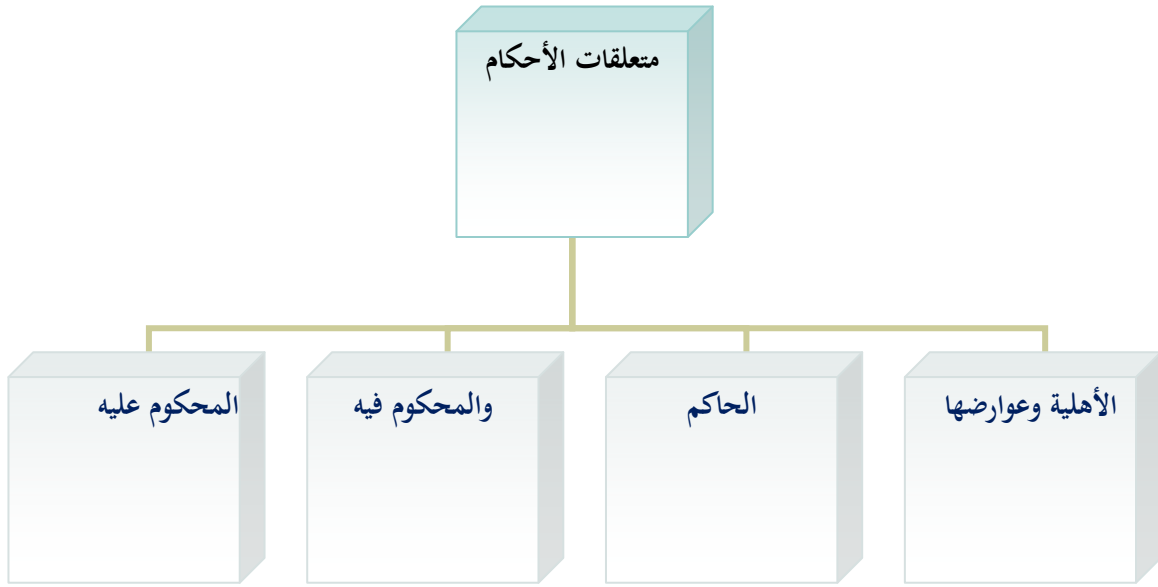 متعلقات الأحكام
الأهلية وعوارضها
الحاكم
والمحكوم فيه
المحكوم عليه